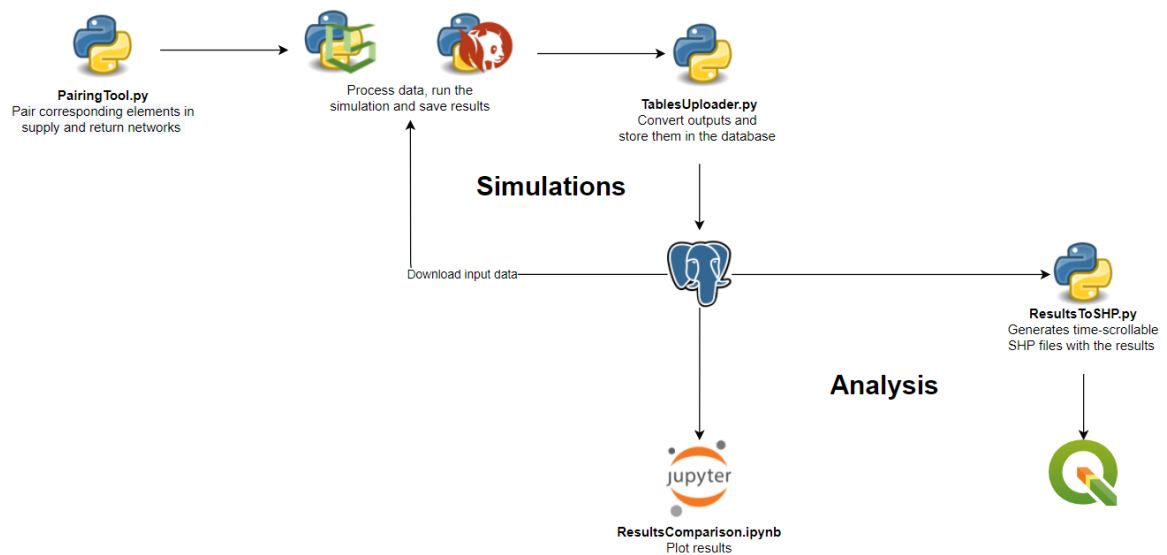 PairingTool.py
Pair corresponding elements in
supply and return networks
Process data, run the
simulation and save results
TablesUploader.py
Convert outputs and
store them in the database
Simulations
Download input data
ResultsToSHP.py
Generates time-scrollable
SHP files with the results
Analysis
jupyter
ResultsComparison.ipynb
Plot results